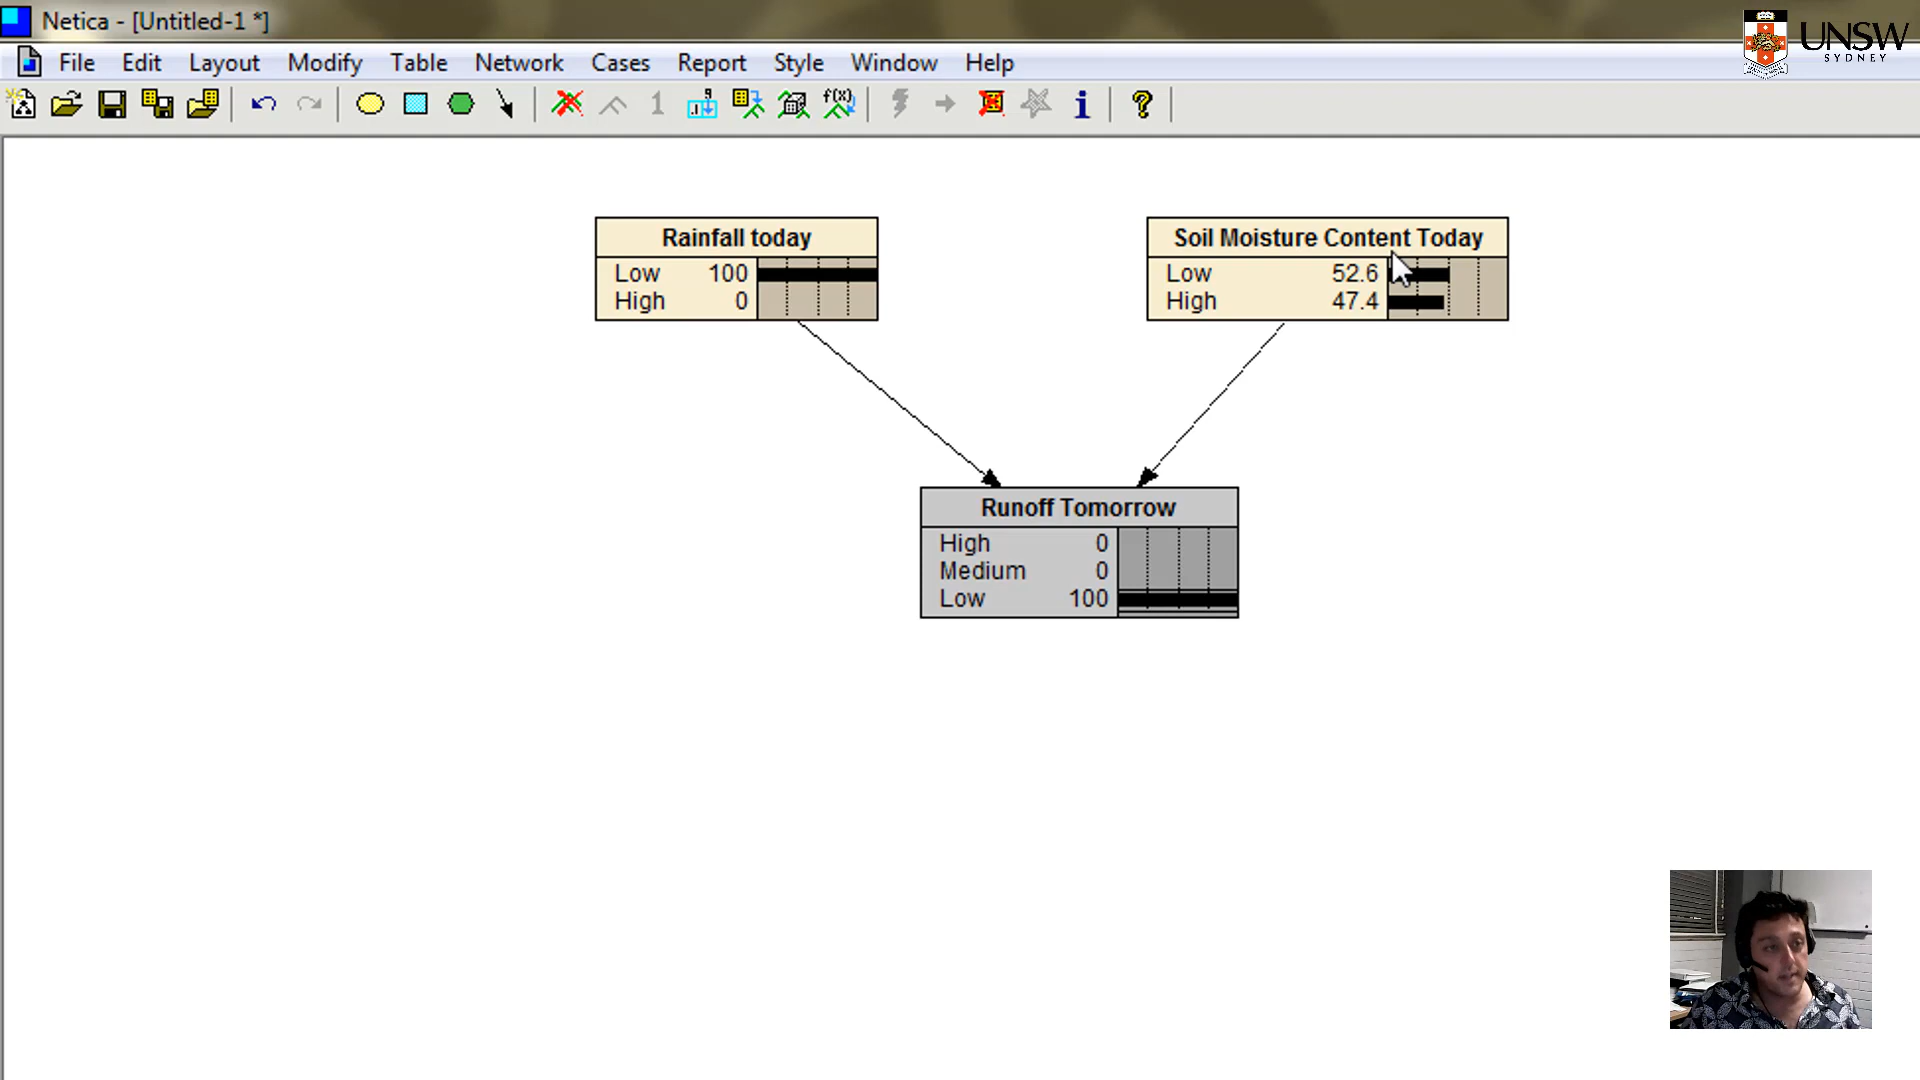 Netica - [Untitled-1 *]
UNSW
SYDNEY
File Edit Layout Modify Table Network Cases Report Style Window Help
1 f(x) i ?
Rainfall today
Low 100
High 0
Soil Moisture Content Today
Low 52.6
High 47.4
Runoff Tomorrow
High 0
Medium 0
Low 100